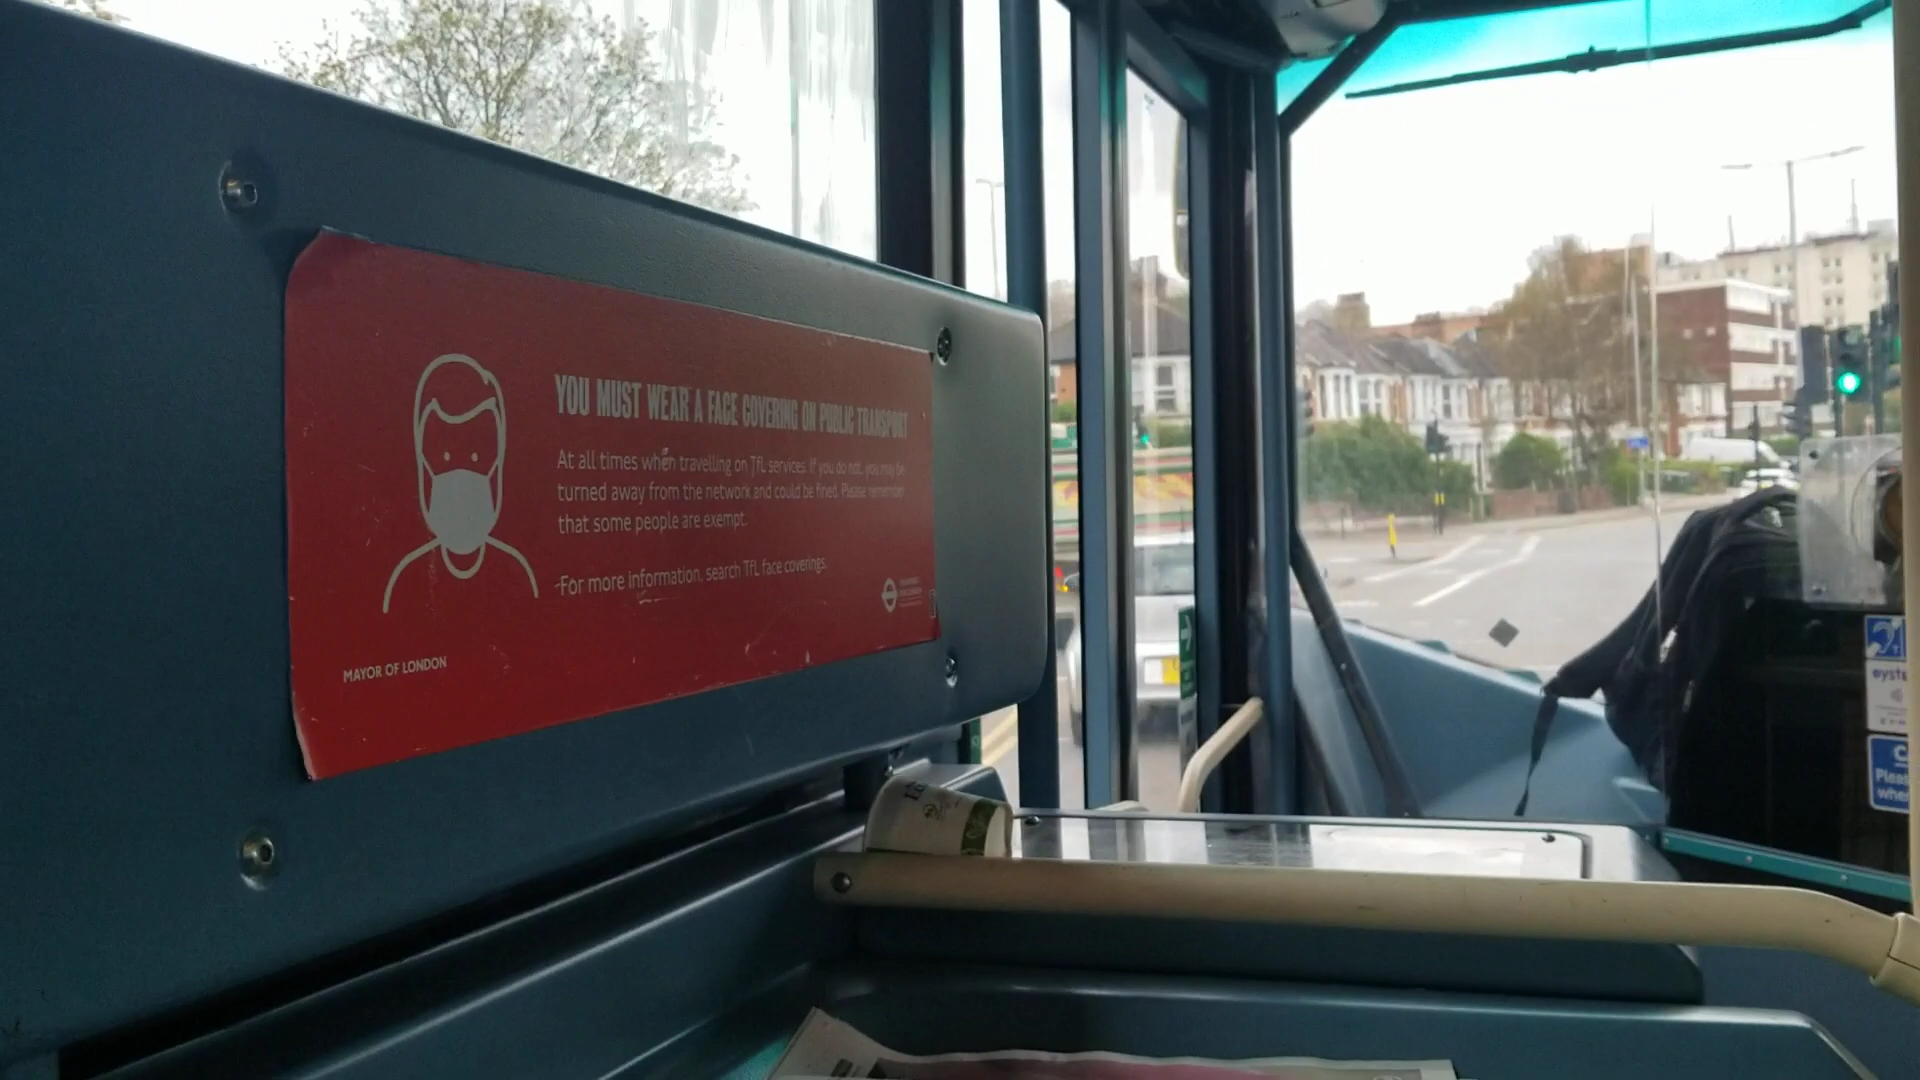 YOU MUST WEAR A FACE COVERING ON PUBLIC TRANSPORT
At all times when travelling on TfL services. If you do not, you may be
turned away from the network and could be fined. Please remember
that some people are exempt.
For more information, search TfL face coverings.
MAYOR OF LONDON